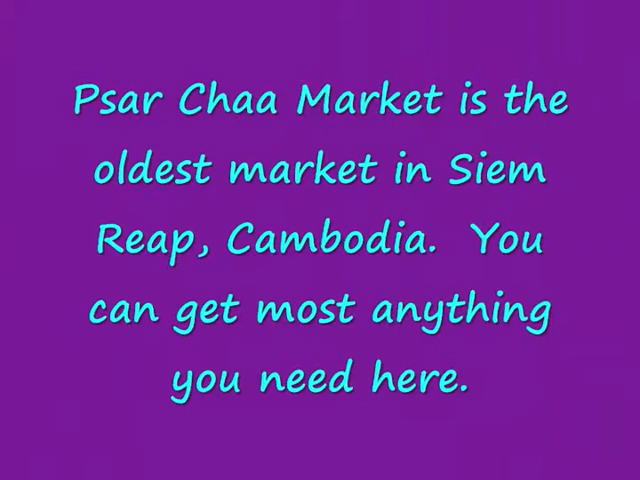 Psar Chaa Market is the
oldest market in Siem
Reap, Cambodia.  You
can get most anything
you need here.